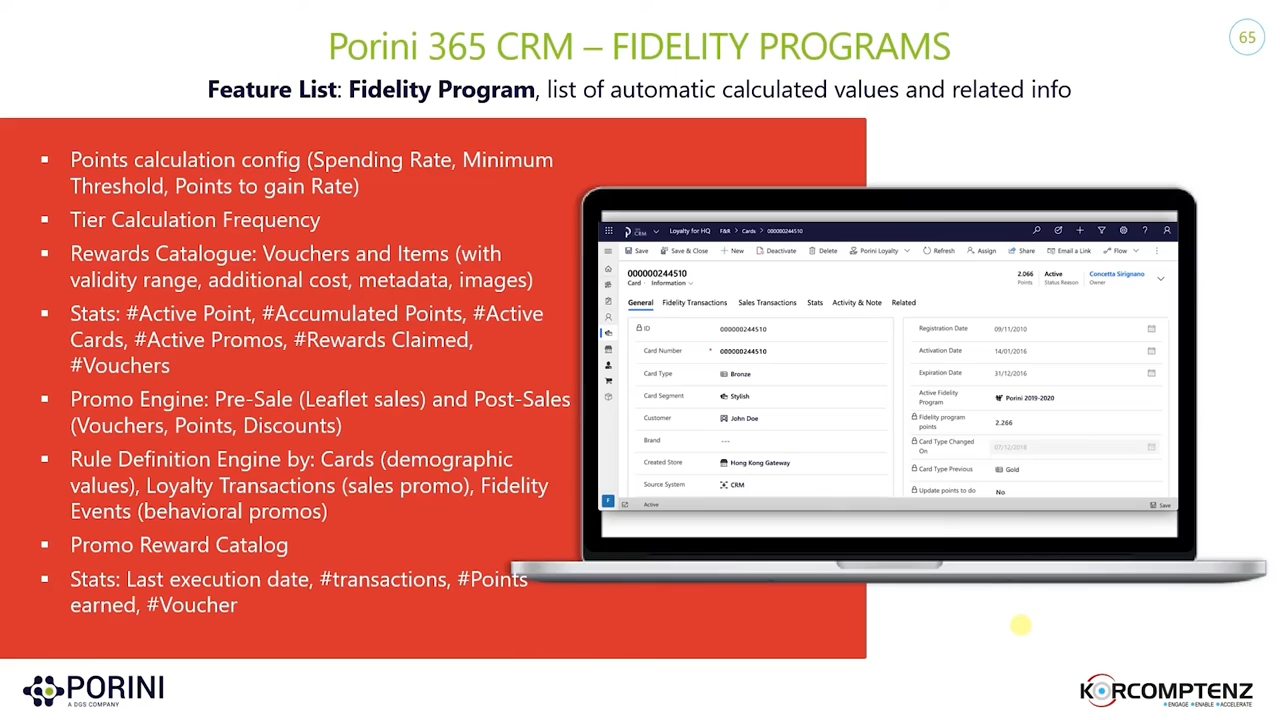 65
Porini 365 CRM – FIDELITY PROGRAMS
Feature List: Fidelity Program, list of automatic calculated values and related info
▪ Points calculation config (Spending Rate, Minimum
Threshold, Points to gain Rate)
▪ Tier Calculation Frequency
▪ Rewards Catalogue: Vouchers and Items (with
validity range, additional cost, metadata, images)
▪ Stats: #Active Point, #Accumulated Points, #Active
Cards, #Active Promos, #Rewards Claimed,
#Vouchers
▪ Promo Engine: Pre-Sale (Leaflet sales) and Post-Sales
(Vouchers, Points, Discounts)
▪ Rule Definition Engine by: Cards (demographic
values), Loyalty Transactions (sales promo), Fidelity
Events (behavioral promos)
▪ Promo Reward Catalog
▪ Stats: Last execution date, #transactions, #Points
earned, #Voucher
365 CRM Loyalty for HQ F&R > Cards > 000000244510
Save Save & Close New Deactivate Delete Porini Loyalty Refresh Assign Share Email a Link Flow
000000244510
Card · Information
2.066 Active Concetta Sirignano
Points Status Reason Owner
General Fidelity Transactions Sales Transactions Stats Activity & Note Related
ID 000000244510
Card Number * 000000244510
Card Type Bronze
Card Segment Stylish
Customer John Doe
Brand ---
Created Store Hong Kong Gateway
Source System CRM
Registration Date 09/11/2010
Activation Date 14/01/2016
Expiration Date 31/12/2016
Active Fidelity
Program Porini 2019-2020
Fidelity program
points 2.266
Card Type Changed
On 07/12/2018
Card Type Previous Gold
Update points to do No
F Active Save
PORINI
A DGS COMPANY
KORCOMPTENZ
ENGAGE ENABLE ACCELERATE